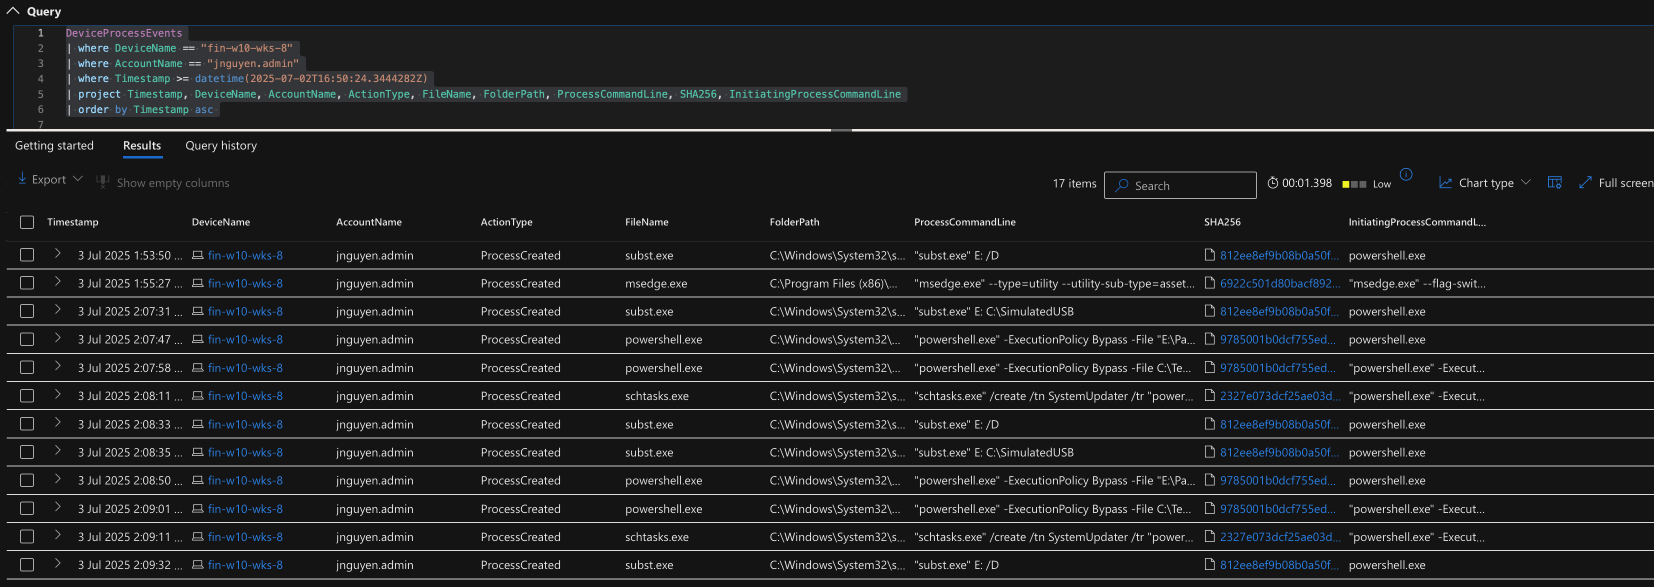 Query
1 DeviceProcessEvents
2 | where DeviceName == "fin-w10-wks-8"
3 | where AccountName == "jnguyen.admin"
4 | where Timestamp >= datetime(2025-07-02T16:50:24.3444282Z)
5 | project Timestamp, DeviceName, AccountName, ActionType, FileName, FolderPath, ProcessCommandLine, SHA256, InitiatingProcessCommandLine
6 | order by Timestamp asc
7
Getting started Results Query history
Export Show empty columns 17 items Search 00:01.398 Low Chart type Full screen
Timestamp DeviceName AccountName ActionType FileName FolderPath ProcessCommandLine SHA256 InitiatingProcessCommandL...
3 Jul 2025 1:53:50 ... fin-w10-wks-8 jnguyen.admin ProcessCreated subst.exe C:\Windows\System32\s... "subst.exe" E: /D 812ee8ef9b08b0a50f... powershell.exe
3 Jul 2025 1:55:27 ... fin-w10-wks-8 jnguyen.admin ProcessCreated msedge.exe C:\Program Files (x86)\... "msedge.exe" --type=utility --utility-sub-type=asset... 6922c501d80bacf892... "msedge.exe" --flag-swit...
3 Jul 2025 2:07:31 ... fin-w10-wks-8 jnguyen.admin ProcessCreated subst.exe C:\Windows\System32\s... "subst.exe" E: C:\SimulatedUSB 812ee8ef9b08b0a50f... powershell.exe
3 Jul 2025 2:07:47 ... fin-w10-wks-8 jnguyen.admin ProcessCreated powershell.exe C:\Windows\System32\... "powershell.exe" -ExecutionPolicy Bypass -File "E:\Pa... 9785001b0dcf755ed... powershell.exe
3 Jul 2025 2:07:58 ... fin-w10-wks-8 jnguyen.admin ProcessCreated powershell.exe C:\Windows\System32\... "powershell.exe" -ExecutionPolicy Bypass -File C:\Te... 9785001b0dcf755ed... "powershell.exe" -Execut...
3 Jul 2025 2:08:11 ... fin-w10-wks-8 jnguyen.admin ProcessCreated schtasks.exe C:\Windows\System32\s... "schtasks.exe" /create /tn SystemUpdater /tr "power... 2327e073dcf25ae03d... "powershell.exe" -Execut...
3 Jul 2025 2:08:33 ... fin-w10-wks-8 jnguyen.admin ProcessCreated subst.exe C:\Windows\System32\s... "subst.exe" E: /D 812ee8ef9b08b0a50f... powershell.exe
3 Jul 2025 2:08:35 ... fin-w10-wks-8 jnguyen.admin ProcessCreated subst.exe C:\Windows\System32\s... "subst.exe" E: C:\SimulatedUSB 812ee8ef9b08b0a50f... powershell.exe
3 Jul 2025 2:08:50 ... fin-w10-wks-8 jnguyen.admin ProcessCreated powershell.exe C:\Windows\System32\... "powershell.exe" -ExecutionPolicy Bypass -File "E:\Pa... 9785001b0dcf755ed... powershell.exe
3 Jul 2025 2:09:01 ... fin-w10-wks-8 jnguyen.admin ProcessCreated powershell.exe C:\Windows\System32\... "powershell.exe" -ExecutionPolicy Bypass -File C:\Te... 9785001b0dcf755ed... "powershell.exe" -Execut...
3 Jul 2025 2:09:11 ... fin-w10-wks-8 jnguyen.admin ProcessCreated schtasks.exe C:\Windows\System32\s... "schtasks.exe" /create /tn SystemUpdater /tr "power... 2327e073dcf25ae03d... "powershell.exe" -Execut...
3 Jul 2025 2:09:32 ... fin-w10-wks-8 jnguyen.admin ProcessCreated subst.exe C:\Windows\System32\s... "subst.exe" E: /D 812ee8ef9b08b0a50f... powershell.exe